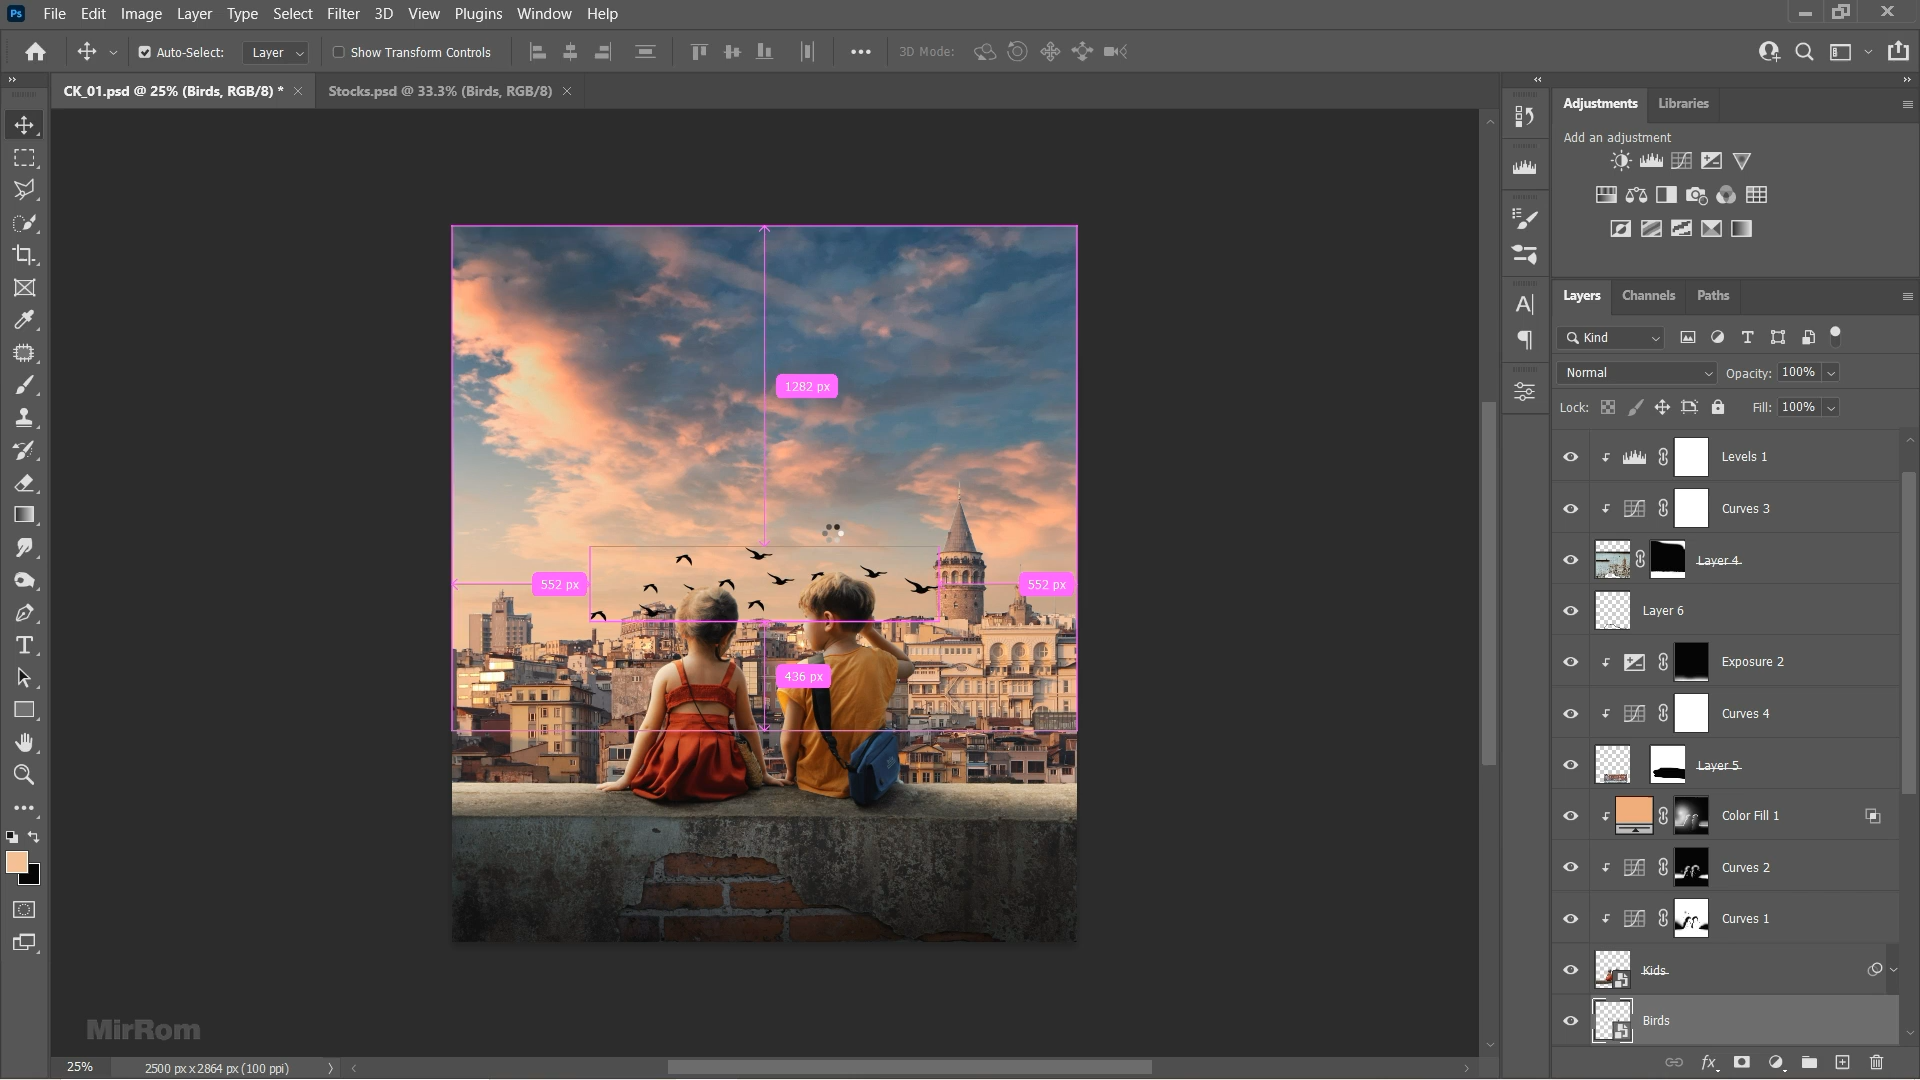 Ps File Edit Image Layer Type Select Filter 3D View Plugins Window Help
Auto-Select: Layer Show Transform Controls 3D Mode:
CK_01.psd @ 25% (Birds, RGB/8) * Stocks.psd @ 33.3% (Birds, RGB/8)
Adjustments Libraries
Add an adjustment
Layers Channels Paths
Kind
Normal Opacity: 100%
Lock: Fill: 100%
1282 px
552 px 552 px
436 px
Levels 1
Curves 3
Layer 4
Layer 6
Exposure 2
Curves 4
Layer 5
Color Fill 1
Curves 2
Curves 1
Kids
Birds
MirRom
25% 2500 px x 2864 px (100 ppi)
fx